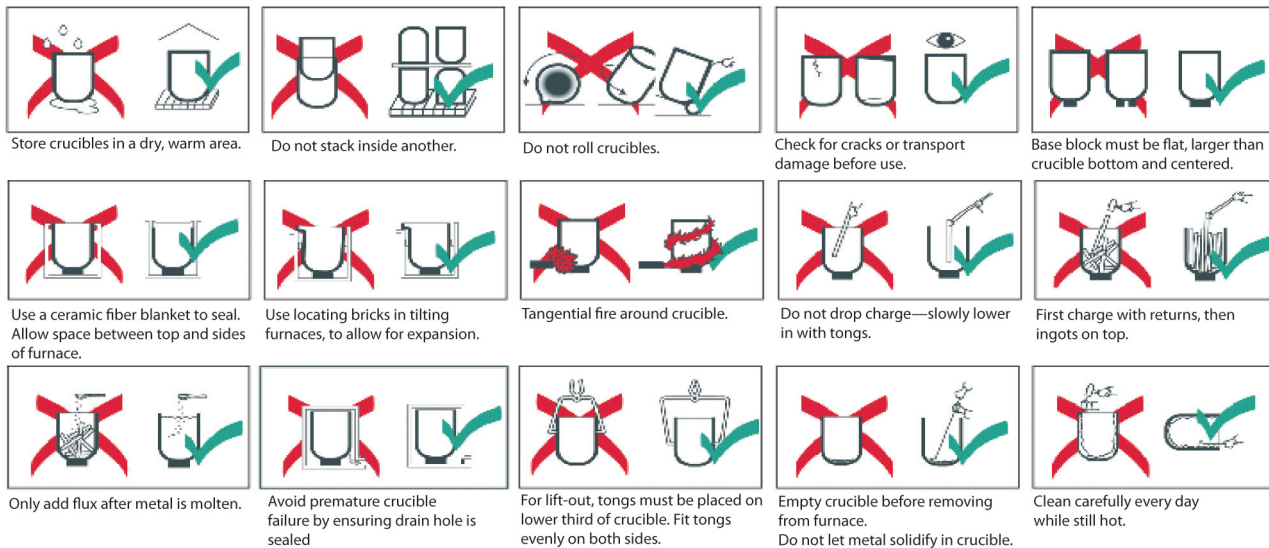 Store crucibles in a dry, warm area.
Do not stack inside another.
Do not roll crucibles.
Check for cracks or transport
damage before use.
Base block must be flat, larger than
crucible bottom and centered.
Use a ceramic fiber blanket to seal.
Allow space between top and sides
of furnace.
Use locating bricks in tilting
furnaces, to allow for expansion.
Tangential fire around crucible.
Do not drop charge—slowly lower
in with tongs.
First charge with returns, then
ingots on top.
Only add flux after metal is molten.
Avoid premature crucible
failure by ensuring drain hole is
sealed
For lift-out, tongs must be placed on
lower third of crucible. Fit tongs
evenly on both sides.
Empty crucible before removing
from furnace.
Do not let metal solidify in crucible.
Clean carefully every day
while still hot.